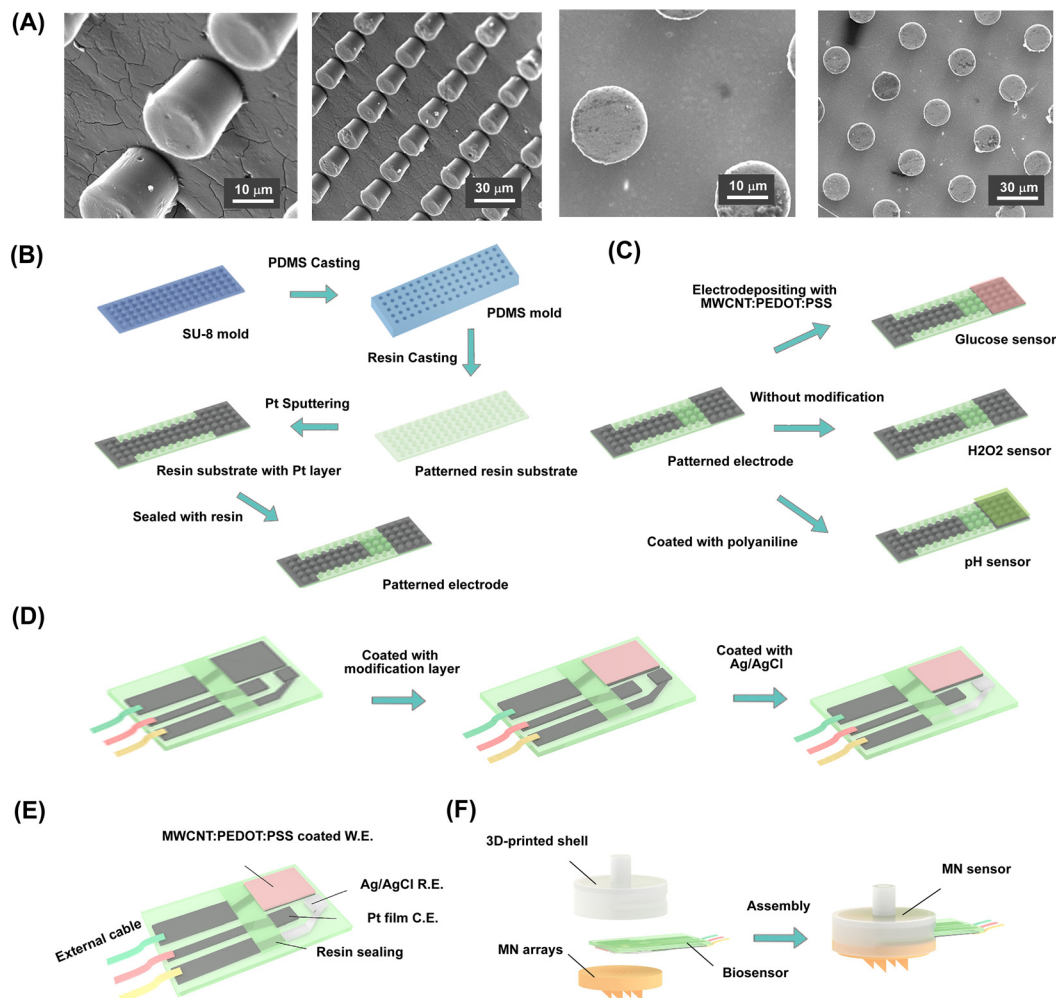 (A)
10 μm
30 μm
10 μm
30 μm
(B)
PDMS Casting
SU-8 mold
PDMS mold
Resin Casting
Pt Sputtering
Resin substrate with Pt layer
Patterned resin substrate
Sealed with resin
Patterned electrode
(C)
Electrodepositing with
MWCNT:PEDOT:PSS
Glucose sensor
Without modification
Patterned electrode
H2O2 sensor
Coated with polyaniline
pH sensor
(D)
Coated with
modification layer
Coated with
Ag/AgCl
(E)
MWCNT:PEDOT:PSS coated W.E.
Ag/AgCl R.E.
Pt film C.E.
External cable
Resin sealing
(F)
3D-printed shell
MN sensor
Assembly
MN arrays
Biosensor